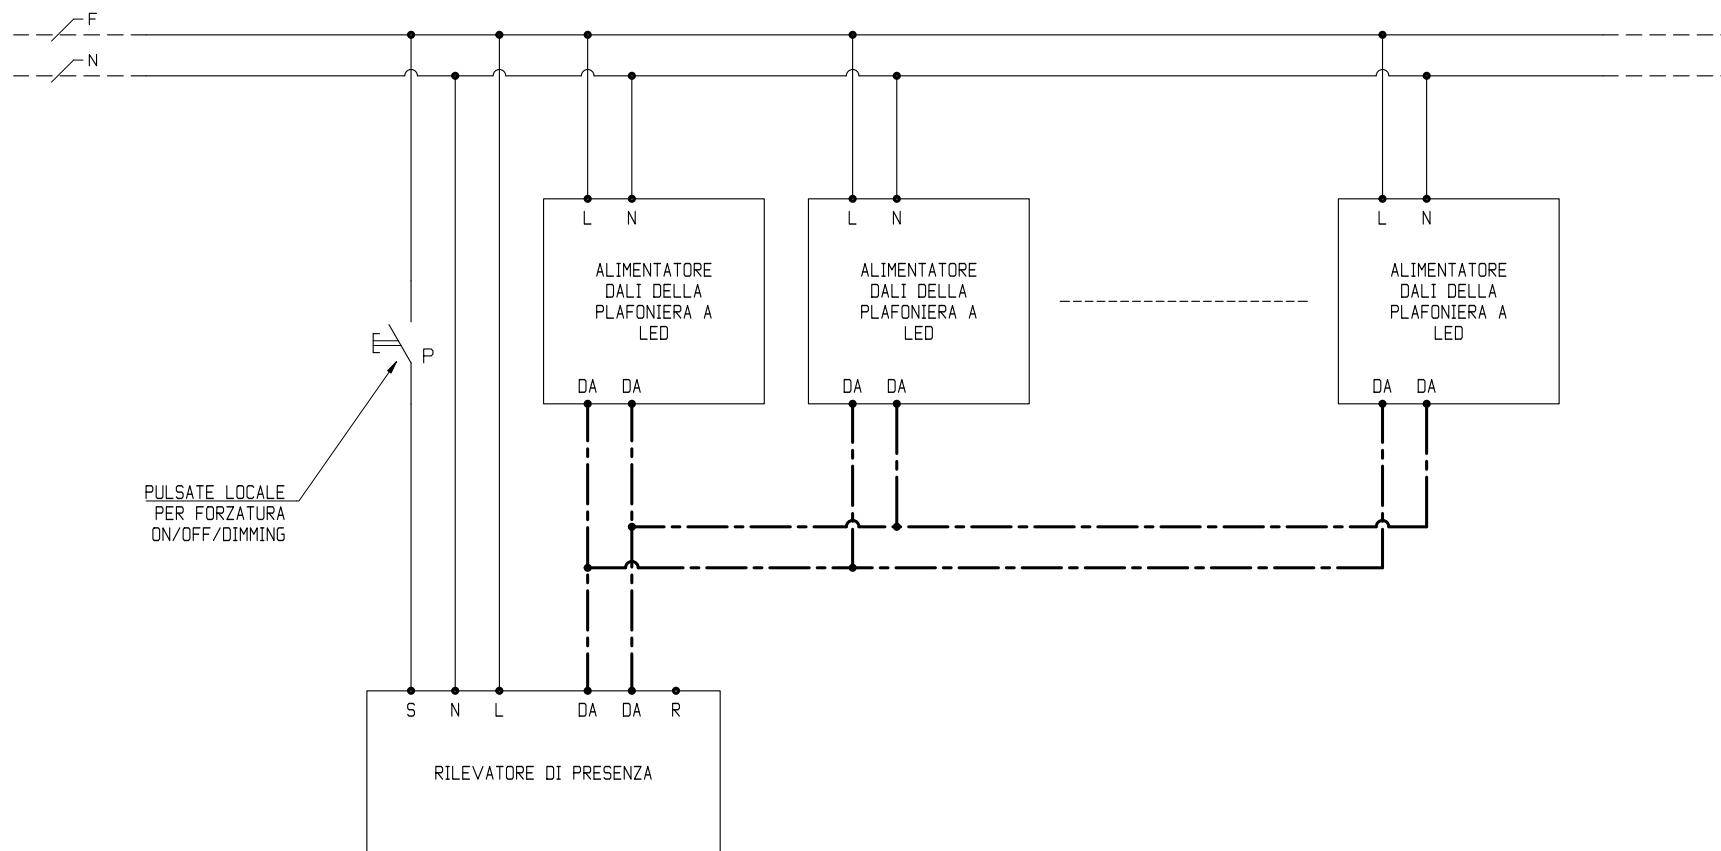 F
N
L N
ALIMENTATORE
DALI DELLA
PLAFONIERA A
LED
DA DA
L N
ALIMENTATORE
DALI DELLA
PLAFONIERA A
LED
DA DA
L N
ALIMENTATORE
DALI DELLA
PLAFONIERA A
LED
DA DA
P
PULSATE LOCALE
PER FORZATURA
ON/OFF/DIMMING
S N L DA DA R
RILEVATORE DI PRESENZA